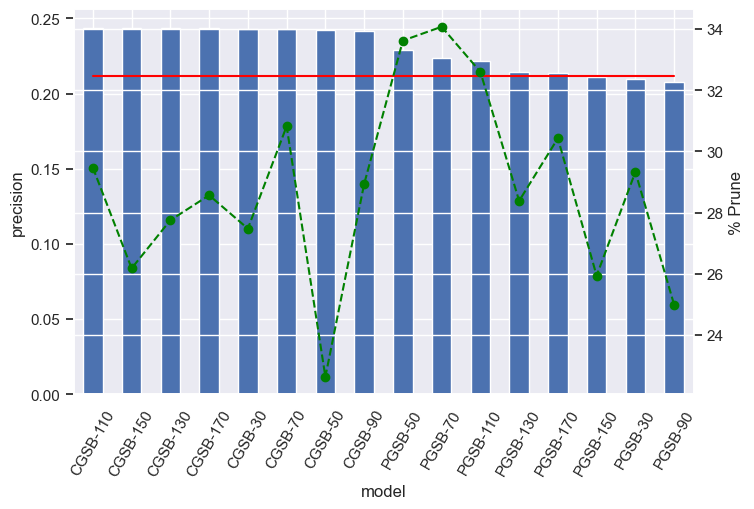 0.25
0.20
0.15
0.10
0.05
0.00
precision
34
32
30
28
26
24
% Prune
CGSB-110
CGSB-150
CGSB-130
CGSB-170
CGSB-30
CGSB-70
CGSB-50
CGSB-90
PGSB-50
PGSB-70
PGSB-110
PGSB-130
PGSB-170
PGSB-150
PGSB-30
PGSB-90
model